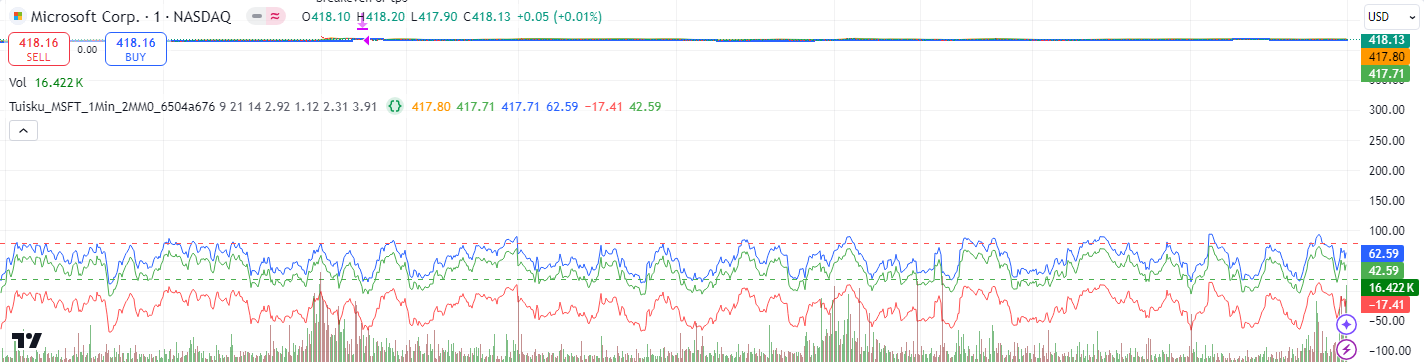 Microsoft Corp. · 1 · NASDAQ O418.10 H418.20 L417.90 C418.13 +0.05 (+0.01%)
USD
418.16 SELL
0.00
418.16 BUY
418.13
417.80
417.71
Vol 16.422 K
Tuisku_MSFT_1Min_2MM0_6504a676 9 21 14 2.92 1.12 2.31 3.91 {} 417.80 417.71 417.71 62.59 −17.41 42.59
300.00
250.00
200.00
150.00
100.00
62.59
42.59
16.422 K
−17.41
−50.00
−100.00